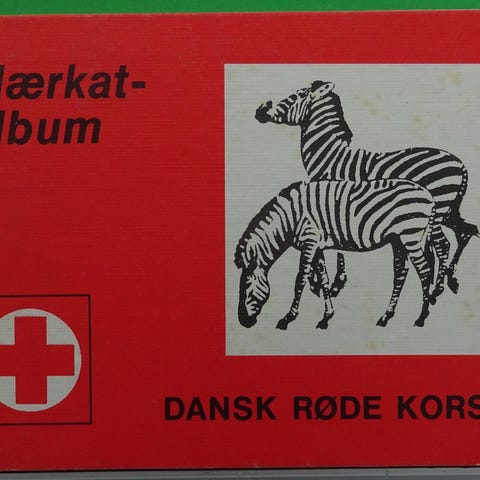 ærkat-
lbum
DANSK RØDE KORS